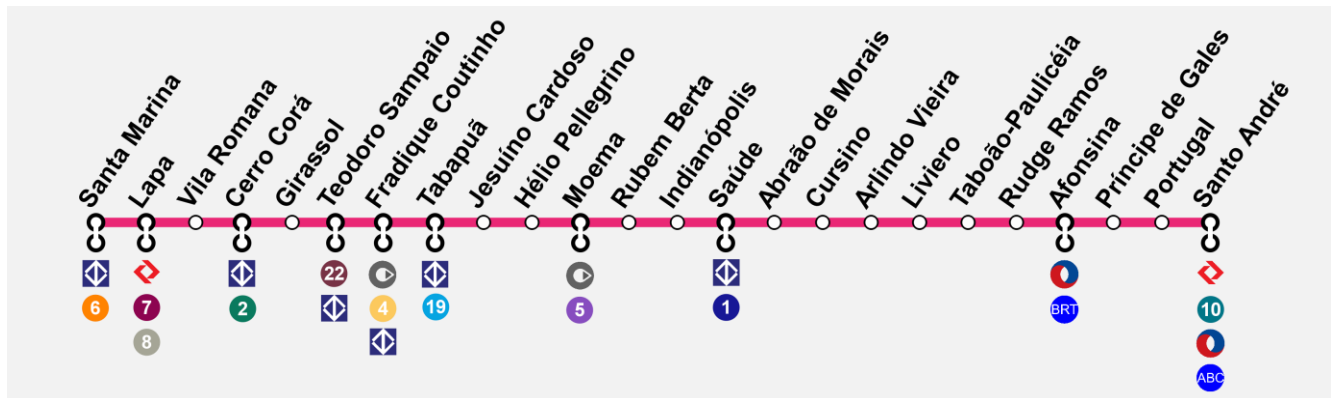 Santa Marina
Lapa
Vila Romana
Cerro Corá
Girassol
Teodoro Sampaio
Fradique Coutinho
Tabapuã
Jesuíno Cardoso
Hélio Pellegrino
Moema
Rubem Berta
Indianópolis
Saúde
Abraão de Morais
Cursino
Arlindo Vieira
Liviero
Taboão-Paulicéia
Rudge Ramos
Afonsina
Príncipe de Gales
Portugal
Santo André
6
7
8
2
22
4
19
5
1
BRT
10
ABC